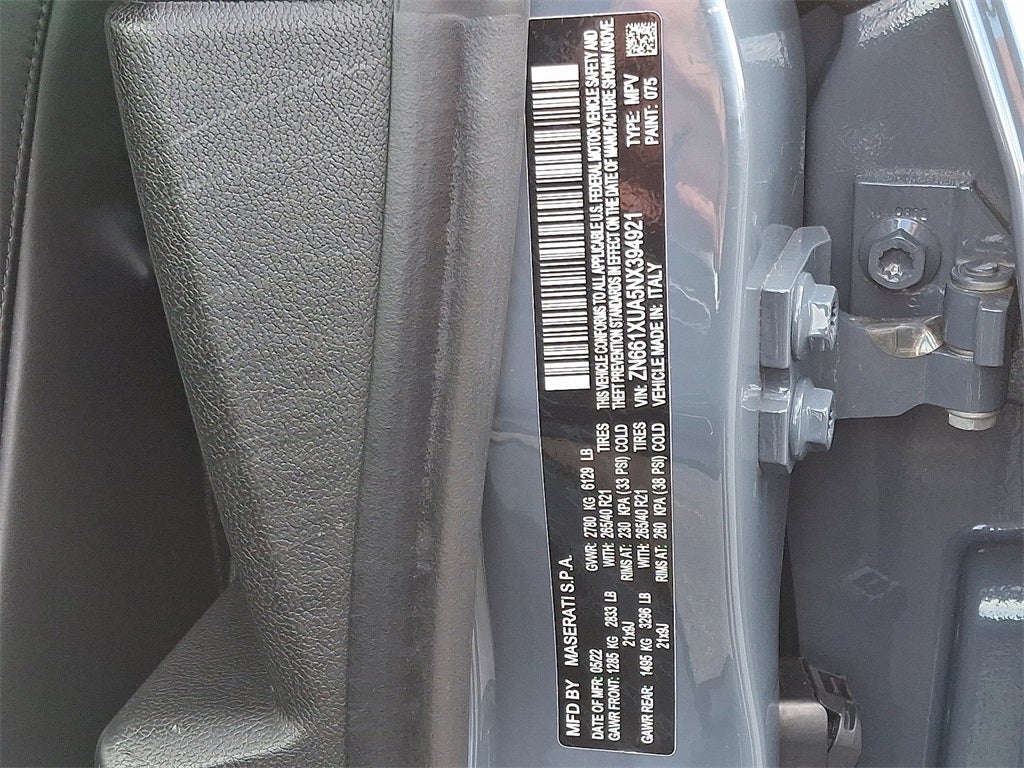 MFD BY MASERATI S.P.A.
DATE OF MFR: 05/22 GVWR: 2780 KG 6129 LB
GAWR FRONT: 1285 KG 2833 LB WITH: 265/40 R21 TIRES
21x9J RIMS AT: 230 KPA (33 PSI) COLD
GAWR REAR: 1495 KG 3296 LB WITH: 265/40 R21 TIRES
21x9J RIMS AT: 260 KPA (38 PSI) COLD
THIS VEHICLE CONFORMS TO ALL APPLICABLE U.S. FEDERAL MOTOR VEHICLE SAFETY AND
THEFT PREVENTION STANDARDS IN EFFECT ON THE DATE OF MANUFACTURE SHOWN ABOVE.
VIN: ZN661XUA5NX394921 TYPE: MPV
VEHICLE MADE IN: ITALY PAINT: 075